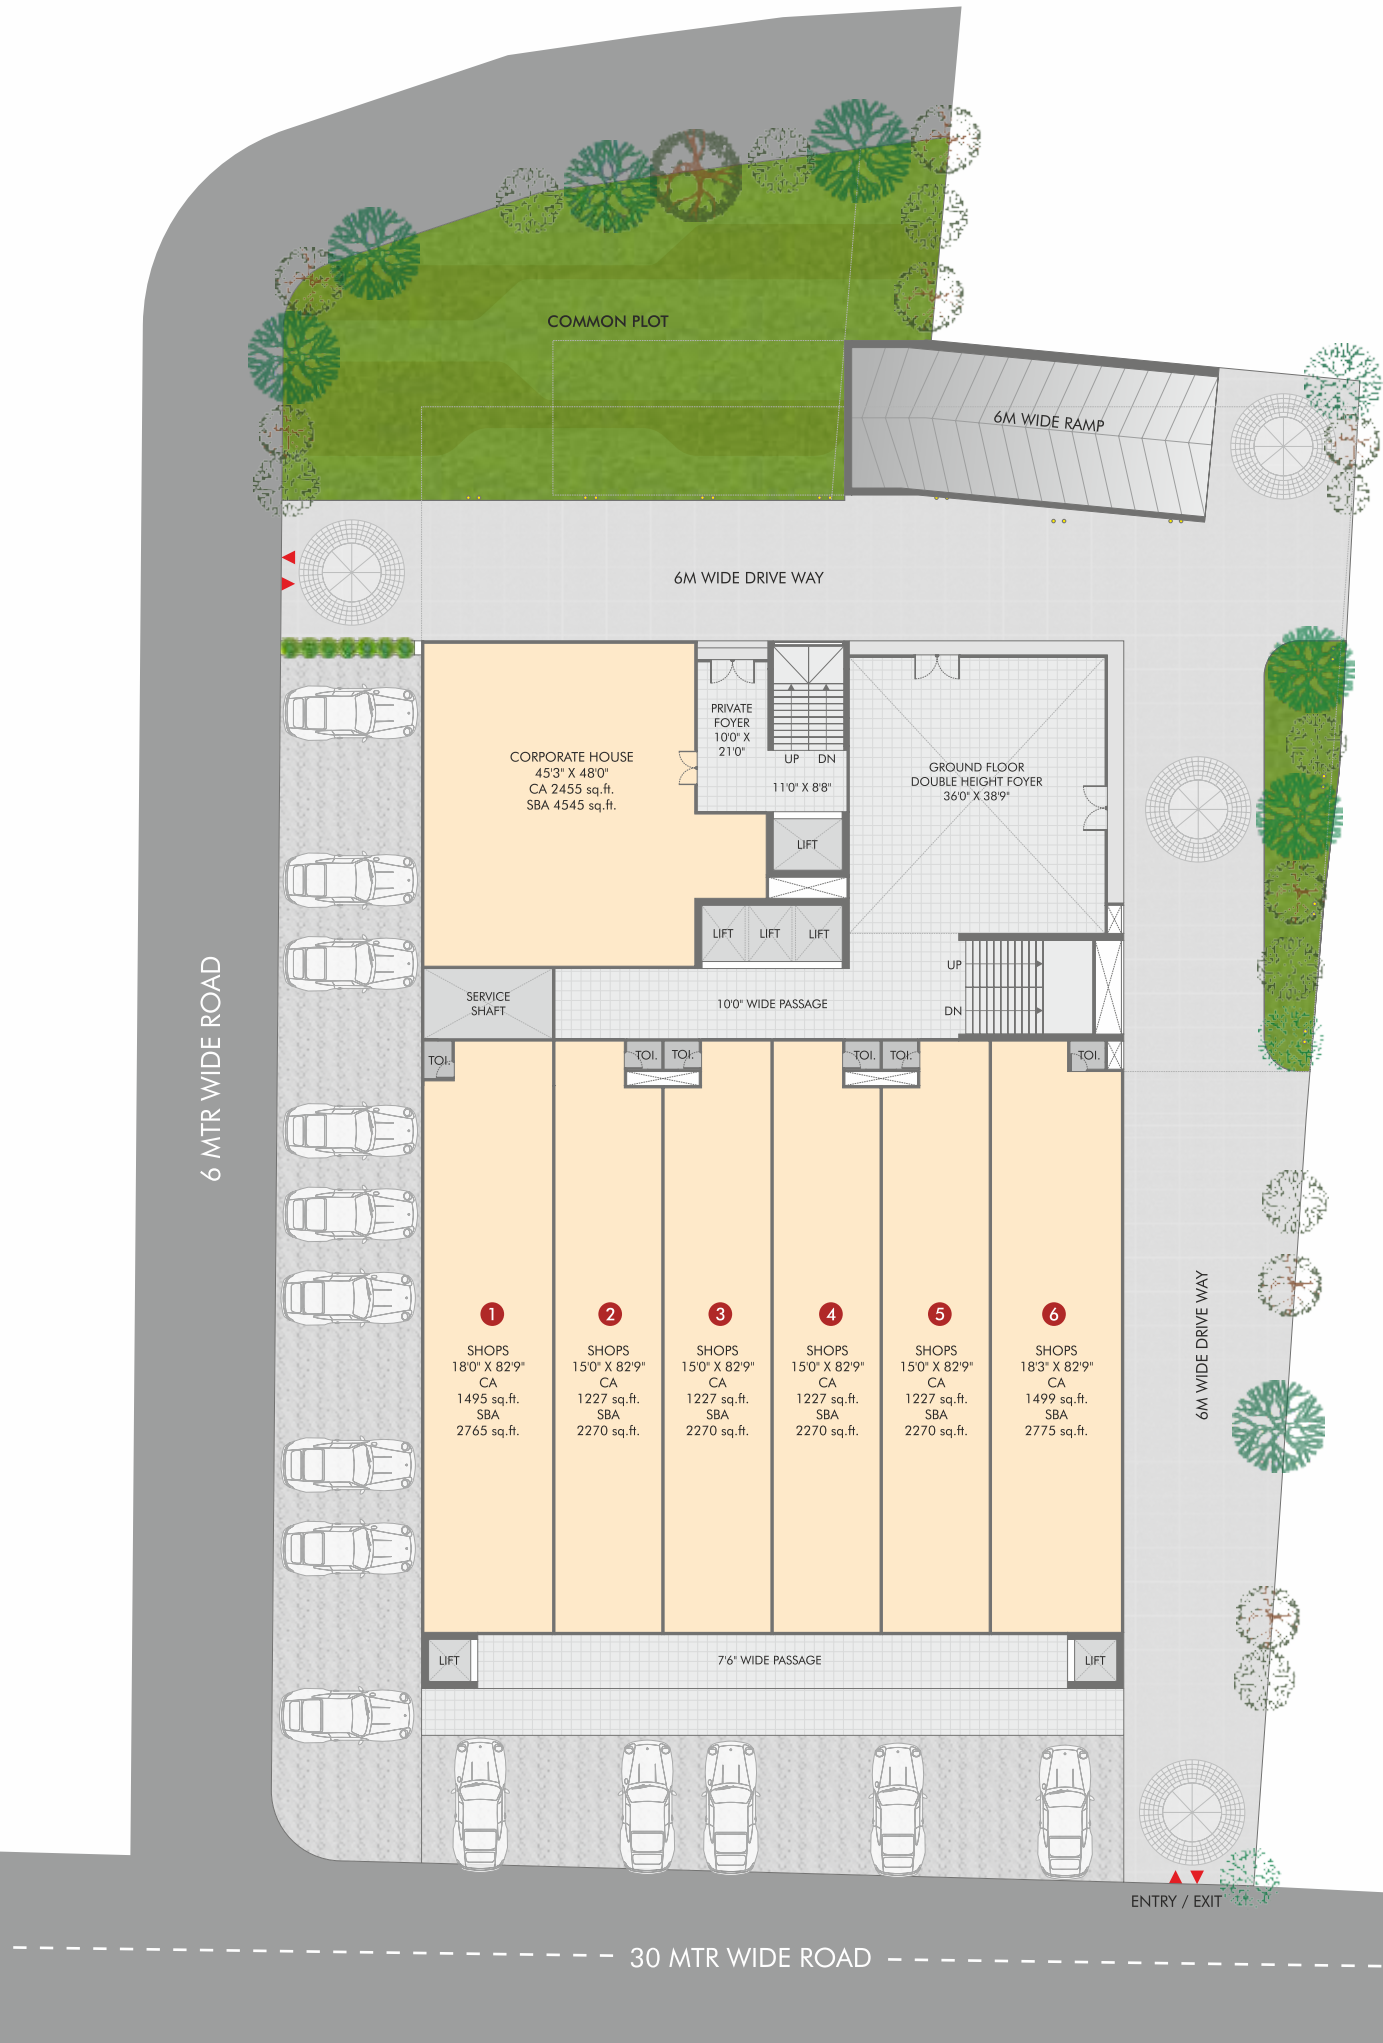 COMMON PLOT
6M WIDE RAMP
6M WIDE DRIVE WAY
PRIVATE
FOYER
10'0" X
21'0"
UP DN
11'0" X 8'8"
CORPORATE HOUSE
45'3" X 48'0"
CA 2455 sq.ft.
SBA 4545 sq.ft.
GROUND FLOOR
DOUBLE HEIGHT FOYER
36'0" X 38'9"
LIFT
LIFT LIFT LIFT
UP
DN
SERVICE
SHAFT
10'0" WIDE PASSAGE
TOI. TOI. TOI. TOI. TOI. TOI.
6 MTR WIDE ROAD
1
SHOPS
18'0" X 82'9"
CA
1495 sq.ft.
SBA
2765 sq.ft.
2
SHOPS
15'0" X 82'9"
CA
1227 sq.ft.
SBA
2270 sq.ft.
3
SHOPS
15'0" X 82'9"
CA
1227 sq.ft.
SBA
2270 sq.ft.
4
SHOPS
15'0" X 82'9"
CA
1227 sq.ft.
SBA
2270 sq.ft.
5
SHOPS
15'0" X 82'9"
CA
1227 sq.ft.
SBA
2270 sq.ft.
6
SHOPS
18'3" X 82'9"
CA
1499 sq.ft.
SBA
2775 sq.ft.
6M WIDE DRIVE WAY
LIFT
7'6" WIDE PASSAGE
LIFT
ENTRY / EXIT
30 MTR WIDE ROAD